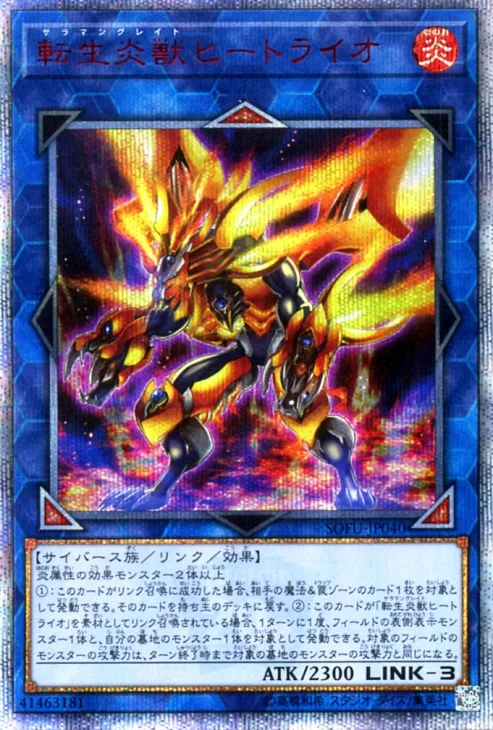 サラマングレイト
転生炎獣ヒートライオ
炎
SOFU-JP040
【サイバース族／リンク／効果】
炎属性の効果モンスター2体以上
①：このカードがリンク召喚に成功した場合、相手の魔法&罠ゾーンのカード1枚を対象と
して発動できる。そのカードを持ち主のデッキに戻す。②：このカードが「転生炎獣ヒート
ライオ」を素材としてリンク召喚されている場合、1ターンに1度、フィールドの表側表示モン
スター1体と、自分の墓地のモンスター1体を対象として発動できる。対象のフィールドの
モンスターの攻撃力は、ターン終了時まで対象の墓地のモンスターの攻撃力と同じになる。
ATK/2300 LINK-3
41463181 ©高橋和希 スタジオ・ダイス/集英社